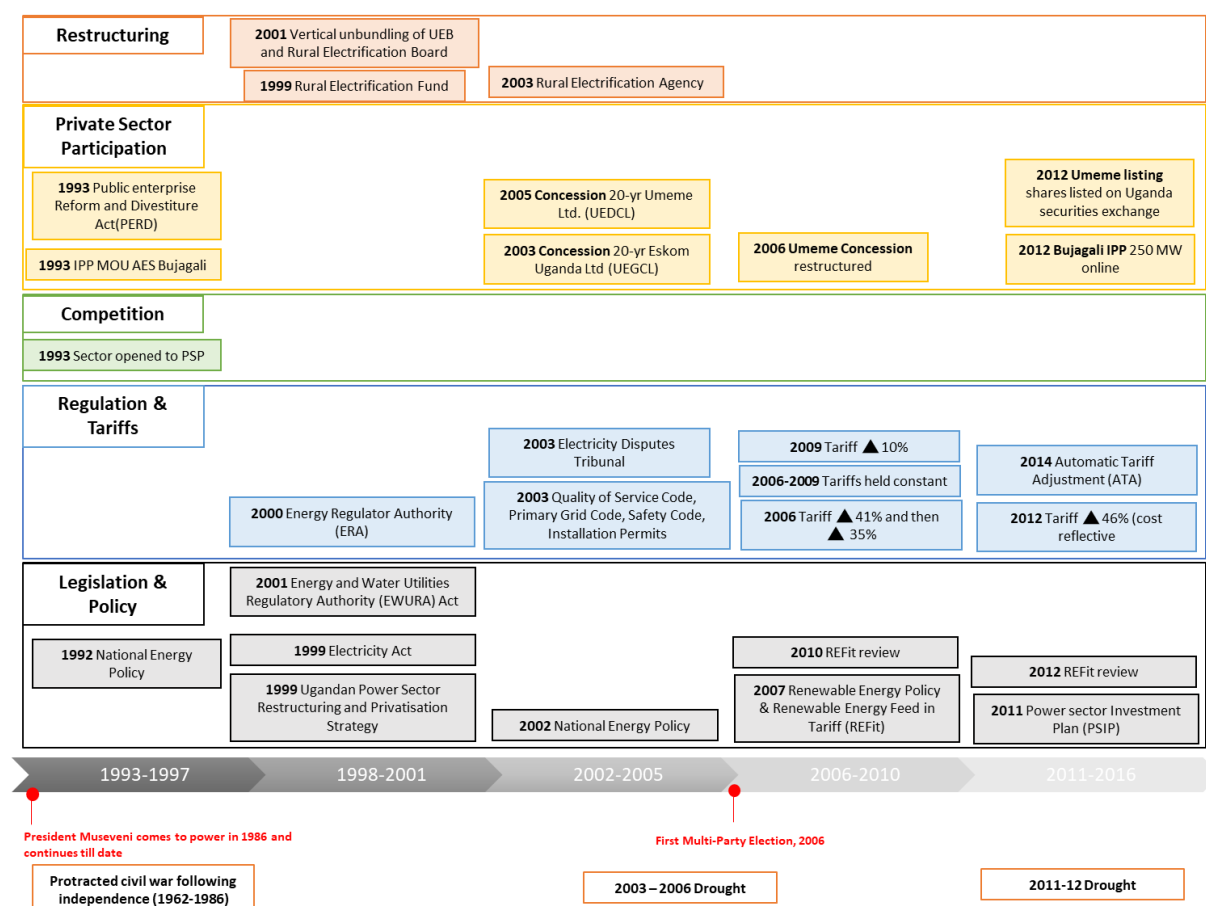 Restructuring
2001 Vertical unbundling of UEB
and Rural Electrification Board
1999 Rural Electrification Fund
2003 Rural Electrification Agency
Private Sector
Participation
1993 Public enterprise
Reform and Divestiture
Act(PERD)
1993 IPP MOU AES Bujagali
2005 Concession 20-yr Umeme
Ltd. (UEDCL)
2003 Concession 20-yr Eskom
Uganda Ltd (UEGCL)
2006 Umeme Concession
restructured
2012 Umeme listing
shares listed on Uganda
securities exchange
2012 Bujagali IPP 250 MW
online
Competition
1993 Sector opened to PSP
Regulation &
Tariffs
2000 Energy Regulator Authority
(ERA)
2003 Electricity Disputes
Tribunal
2003 Quality of Service Code,
Primary Grid Code, Safety Code,
Installation Permits
2009 Tariff ▲ 10%
2006-2009 Tariffs held constant
2006 Tariff ▲ 41% and then
▲ 35%
2014 Automatic Tariff
Adjustment (ATA)
2012 Tariff ▲ 46% (cost
reflective
Legislation &
Policy
1992 National Energy
Policy
2001 Energy and Water Utilities
Regulatory Authority (EWURA) Act
1999 Electricity Act
1999 Ugandan Power Sector
Restructuring and Privatisation
Strategy
2002 National Energy Policy
2010 REFit review
2007 Renewable Energy Policy
& Renewable Energy Feed in
Tariff (REFit)
2012 REFit review
2011 Power sector Investment
Plan (PSIP)
1993-1997
1998-2001
2002-2005
2006-2010
2011-2016
President Museveni comes to power in 1986 and
continues till date
First Multi-Party Election, 2006
Protracted civil war following
independence (1962-1986)
2003 – 2006 Drought
2011-12 Drought